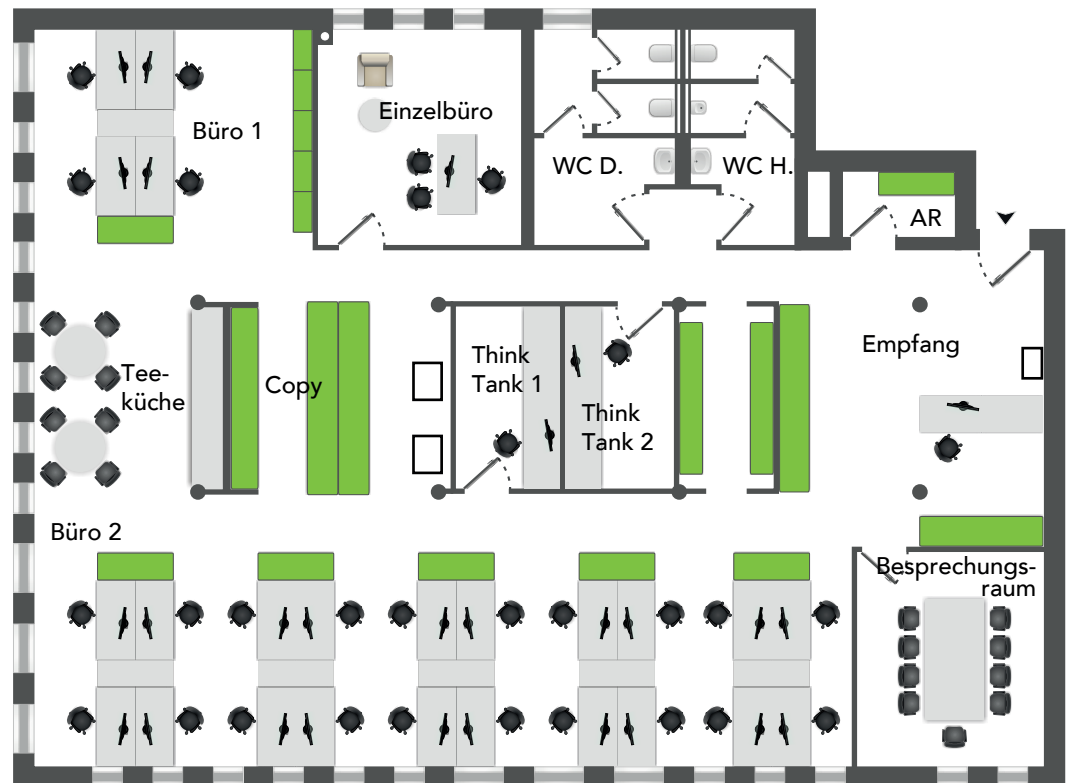 Büro 1
Einzelbüro
WC D.
WC H.
AR
Tee-
küche
Copy
Think
Tank 1
Think
Tank 2
Empfang
Büro 2
Besprechungs-
raum